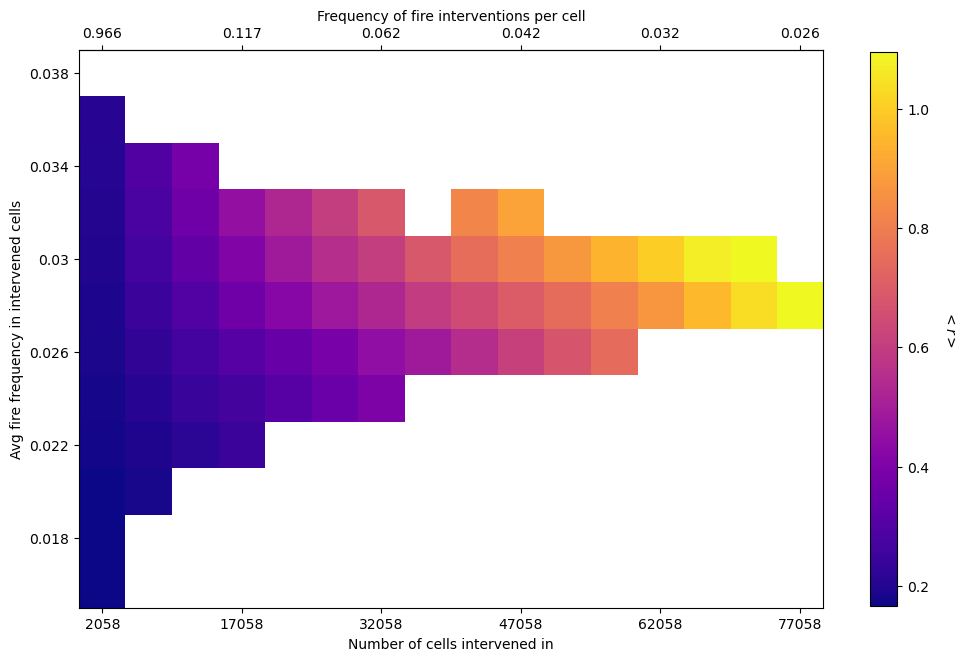 Frequency of fire interventions per cell
0.966 0.117 0.062 0.042 0.032 0.026
Avg fire frequency in intervened cells
0.038
0.034
0.03
0.026
0.022
0.018
2058 17058 32058 47058 62058 77058
Number of cells intervened in
1.0
0.8
0.6
0.4
0.2
<r>